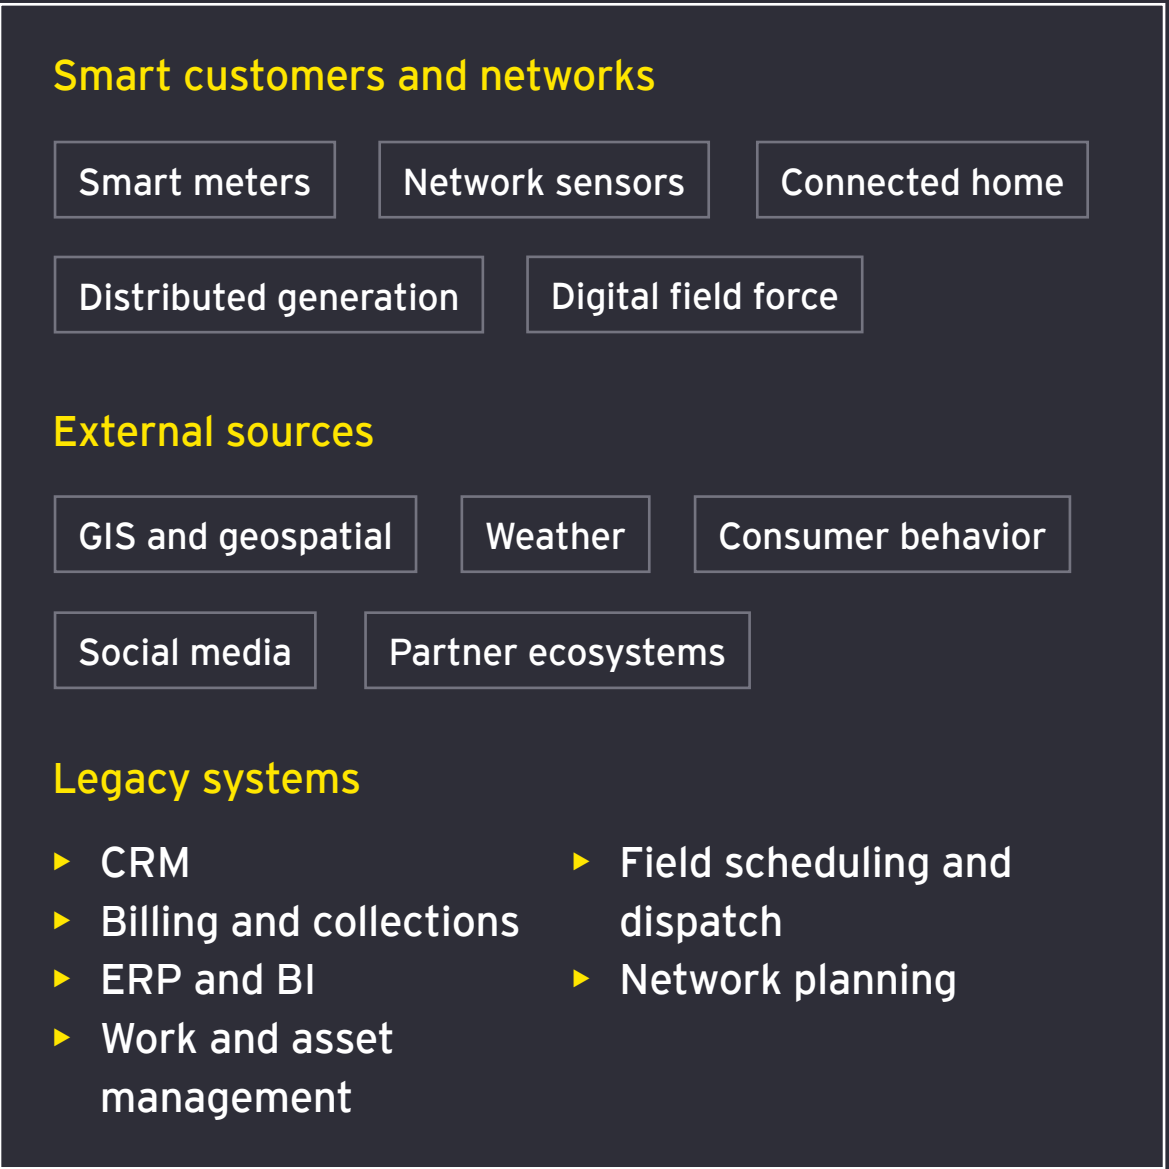 Smart customers and networks
Smart meters
Network sensors
Connected home
Distributed generation
Digital field force
External sources
GIS and geospatial
Weather
Consumer behavior
Social media
Partner ecosystems
Legacy systems
CRM
Billing and collections
ERP and BI
Work and asset
management
Field scheduling and
dispatch
Network planning